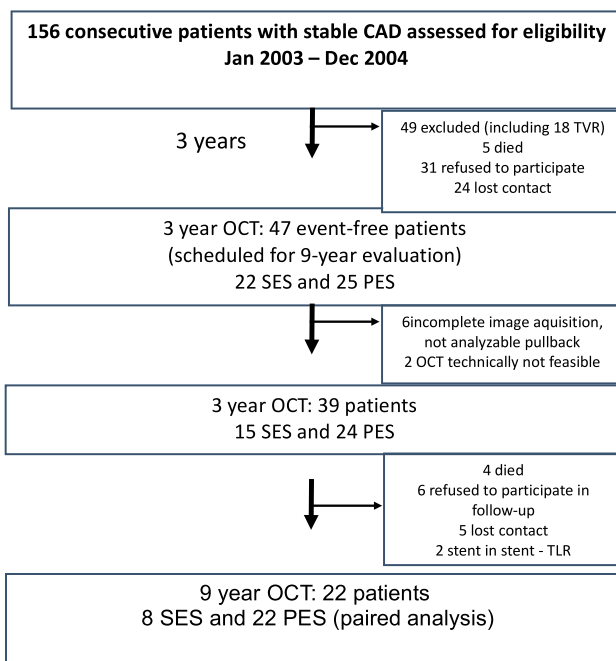 156 consecutive patients with stable CAD assessed for eligibility
Jan 2003 – Dec 2004
3 years
49 excluded (including 18 TVR)
5 died
31 refused to participate
24 lost contact
3 year OCT: 47 event-free patients
(scheduled for 9-year evaluation)
22 SES and 25 PES
6incomplete image aquisition,
not analyzable pullback
2 OCT technically not feasible
3 year OCT: 39 patients
15 SES and 24 PES
4 died
6 refused to participate in
follow-up
5 lost contact
2 stent in stent - TLR
9 year OCT: 22 patients
8 SES and 22 PES (paired analysis)